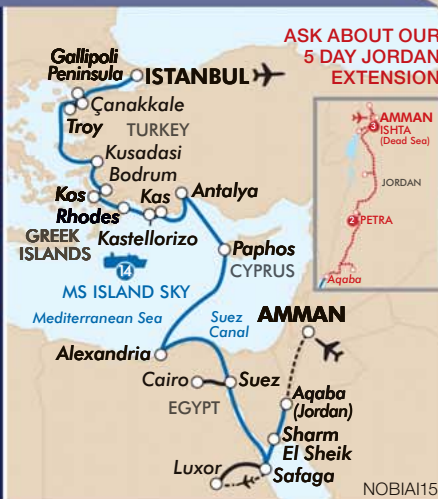 ASK ABOUT OUR
5 DAY JORDAN
EXTENSION
Gallipoli
Peninsula
ISTANBUL
Çanakkale
Troy
TURKEY
Kusadasi
Bodrum
Kos
Kas
Antalya
Rhodes
Kastellorizo
GREEK
ISLANDS
14
MS ISLAND SKY
Paphos
CYPRUS
Mediterranean Sea
Suez
Canal
AMMAN
Alexandria
Cairo
Suez
EGYPT
Aqaba
(Jordan)
Sharm
El Sheik
Luxor
Safaga
AMMAN
3
ISHTA
(Dead Sea)
JORDAN
2
PETRA
Aqaba
NOBIAI15